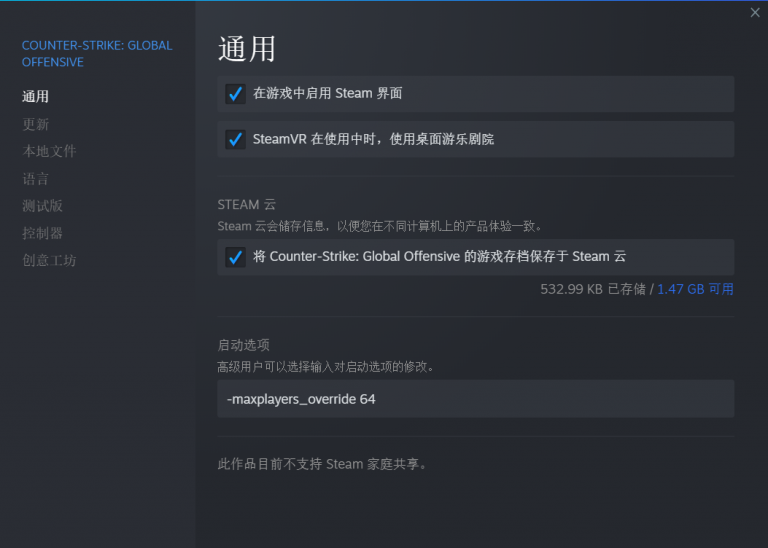 COUNTER-STRIKE: GLOBAL
OFFENSIVE
通用
更新
本地文件
语言
测试版
控制器
创意工坊
通用
在游戏中启用 Steam 界面
SteamVR 在使用中时，使用桌面游乐剧院
STEAM 云
Steam 云会储存信息，以便您在不同计算机上的产品体验一致。
将 Counter-Strike: Global Offensive 的游戏存档保存于 Steam 云
532.99 KB 已存储 / 1.47 GB 可用
启动选项
高级用户可以选择输入对启动选项的修改。
-maxplayers_override 64
此作品目前不支持 Steam 家庭共享。